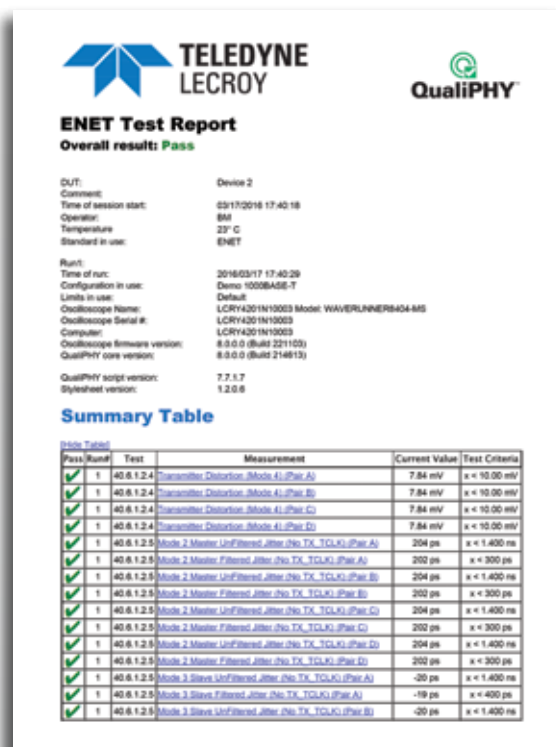 TELEDYNE
LECROY
QualiPHY
ENET Test Report
Overall result: Pass
DUT: Device 2
Comment:
Time of session start: 03/17/2016 17:40:18
Operator: BM
Temperature 23° C
Standard in use: ENET
Run1:
Time of run: 2016/03/17 17:40:29
Configuration in use: Demo 1000BASE-T
Limits in use: Default
Oscilloscope Name: LCRY4201N10003 Model: WAVERUNNER8404-MS
Oscilloscope Serial #: LCRY4201N10003
Computer: LCRY4201N10003
Oscilloscope firmware version: 8.0.0.0 (Build 221103)
QualiPHY core version: 8.0.0.0 (Build 214613)
QualiPHY script version: 7.7.1.7
Stylesheet version: 1.2.0.6
Summary Table
[Hide Table]
Pass Run# Test Measurement Current Value Test Criteria
1 40.6.1.2.4 Transmitter Distortion (Mode 4) (Pair A) 7.84 mV x < 10.00 mV
1 40.6.1.2.4 Transmitter Distortion (Mode 4) (Pair B) 7.84 mV x < 10.00 mV
1 40.6.1.2.4 Transmitter Distortion (Mode 4) (Pair C) 7.84 mV x < 10.00 mV
1 40.6.1.2.4 Transmitter Distortion (Mode 4) (Pair D) 7.84 mV x < 10.00 mV
1 40.6.1.2.5 Mode 2 Master UnFiltered Jitter (No TX_TCLK) (Pair A) 204 ps x < 1.400 ns
1 40.6.1.2.5 Mode 2 Master Filtered Jitter (No TX_TCLK) (Pair A) 202 ps x < 300 ps
1 40.6.1.2.5 Mode 2 Master UnFiltered Jitter (No TX_TCLK) (Pair B) 204 ps x < 1.400 ns
1 40.6.1.2.5 Mode 2 Master Filtered Jitter (No TX_TCLK) (Pair B) 202 ps x < 300 ps
1 40.6.1.2.5 Mode 2 Master UnFiltered Jitter (No TX_TCLK) (Pair C) 204 ps x < 1.400 ns
1 40.6.1.2.5 Mode 2 Master Filtered Jitter (No TX_TCLK) (Pair C) 202 ps x < 300 ps
1 40.6.1.2.5 Mode 2 Master UnFiltered Jitter (No TX_TCLK) (Pair D) 204 ps x < 1.400 ns
1 40.6.1.2.5 Mode 2 Master Filtered Jitter (No TX_TCLK) (Pair D) 202 ps x < 300 ps
1 40.6.1.2.5 Mode 3 Slave UnFiltered Jitter (No TX_TCLK) (Pair A) -20 ps x < 1.400 ns
1 40.6.1.2.5 Mode 3 Slave Filtered Jitter (No TX_TCLK) (Pair A) -19 ps x < 400 ps
1 40.6.1.2.5 Mode 3 Slave UnFiltered Jitter (No TX_TCLK) (Pair B) -20 ps x < 1.400 ns